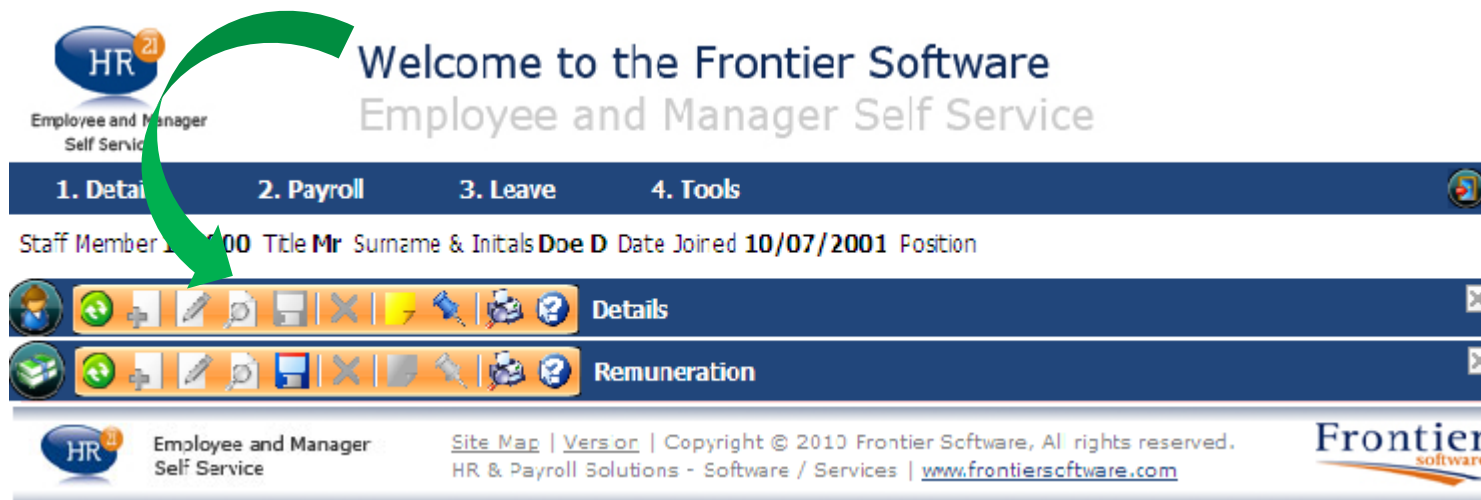 HR 21
Welcome to the Frontier Software
Employee and Manager Self Service
Employee and Manager
Self Servic
1. Detai 2. Payroll 3. Leave 4. Tools
Staff Member 00 Title Mr Surname & Initals Doe D Date Joined 10/07/2001 Position
Details
Remuneration
HR 21
Employee and Manager
Self Service
Site Map | Version | Copyright © 2010 Frontier Software, All rights reserved.
HR & Payroll Solutions - Software / Services | www.frontiersoftware.com
Frontier
software